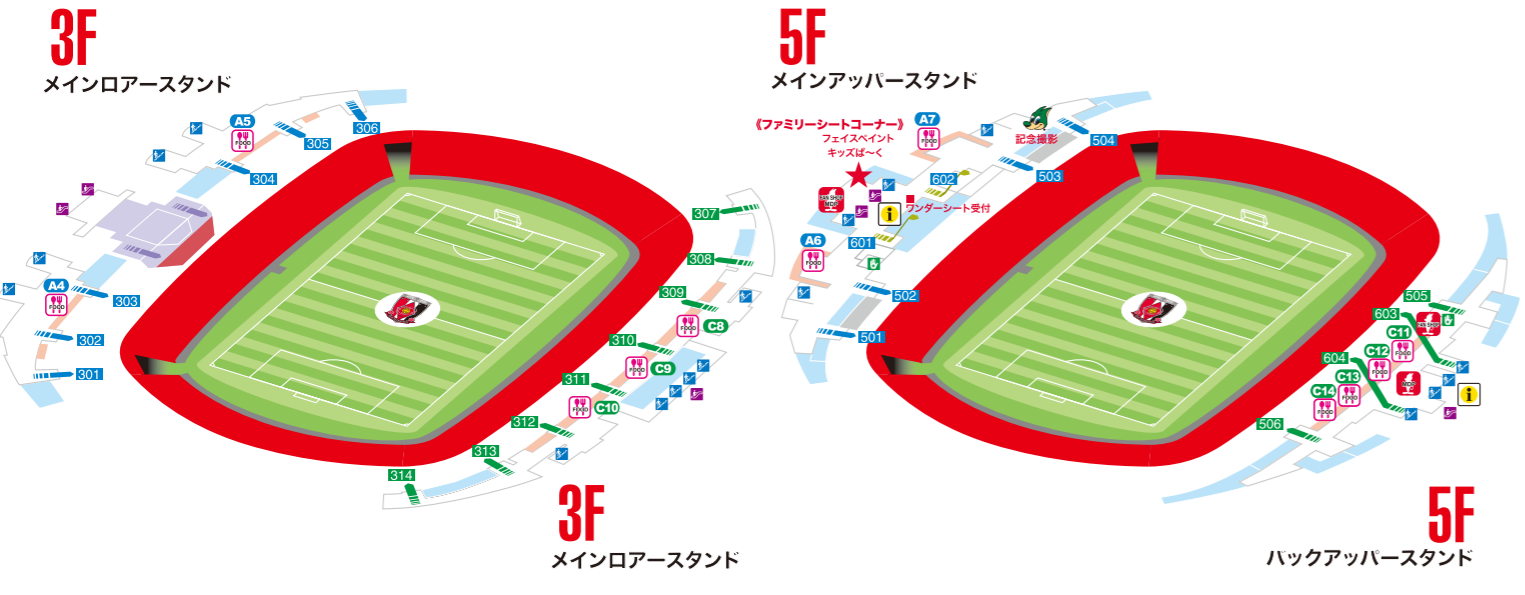 3F
メインロアースタンド
A5
FOOD
306
305
304
A4
FOOD
303
302
301
307
308
309
FOOD
C8
310
FOOD
C9
311
FOOD
C10
312
313
314
3F
メインロアースタンド
5F
メインアッパースタンド
《ファミリーシートコーナー》
フェイスペイント
キッズぱ〜く
A7
FOOD
記念撮影
504
503
602
FAN SHOP
MDP
i
ワンダーシート受付
A6
601
FOOD
502
501
505
603
FAN SHOP
C11
FOOD
604
C12
FOOD
MDP
C13
FOOD
C14
FOOD
i
506
5F
バックアッパースタンド